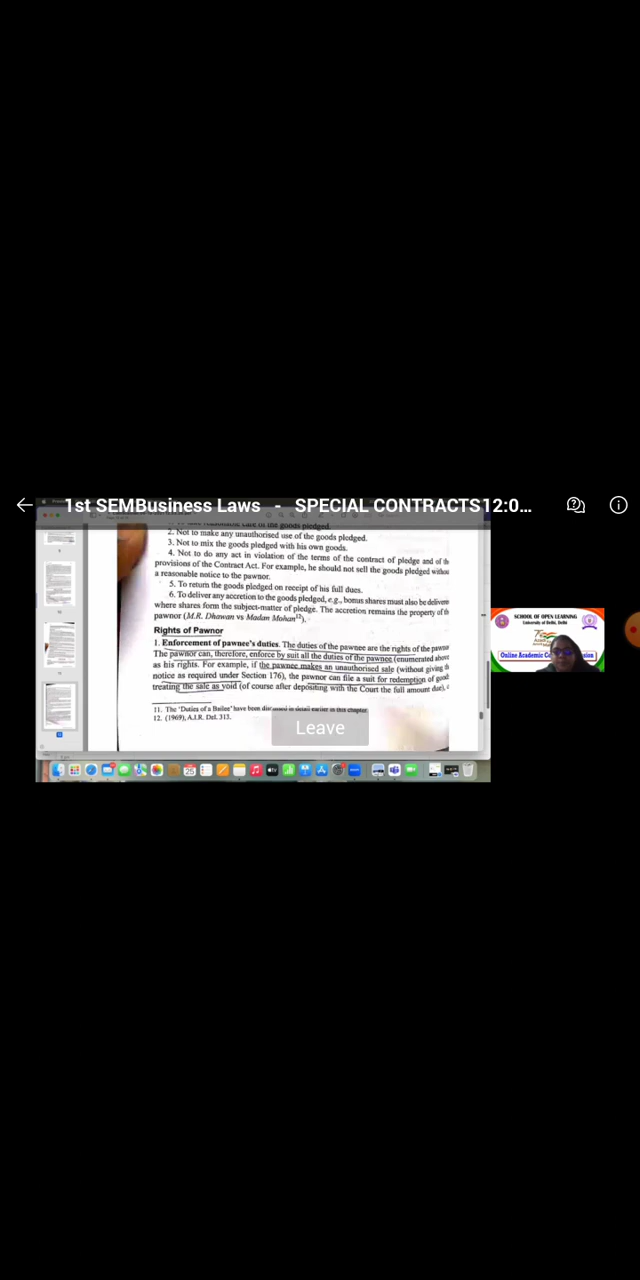 1st SEMBusiness Laws - SPECIAL CONTRACTS12:0...
2. Not to make any unauthorised use of the goods pledged.
3. Not to mix the goods pledged with his own goods.
4. Not to do any act in violation of the terms of the contract of pledge and of th
provisions of the Contract Act. For example, he should not sell the goods pledged withou
a reasonable notice to the pawnor.
5. To return the goods pledged on receipt of his full dues.
6. To deliver any accretion to the goods pledged, e.g., bonus shares must also be delivere
where shares form the subject-matter of pledge. The accretion remains the property of th
pawnor (M.R. Dhawan vs Madan Mohan12).
Rights of Pawnor
1. Enforcement of pawnee's duties. The duties of the pawnee are the rights of the pawno
The pawnor can, therefore, enforce by suit all the duties of the pawnee (enumerated above
as his rights. For example, if the pawnee makes an unauthorised sale (without giving th
notice as required under Section 176), the pawnor can file a suit for redemption of good
treating the sale as void (of course after depositing with the Court the full amount due),
11. The 'Duties of a Bailee' have been discussed in detail earlier in this chapter.
12. (1969), A.I.R. Del. 313.
Leave
SCHOOL OF OPEN LEARNING
University of Delhi, Delhi
Online Academic